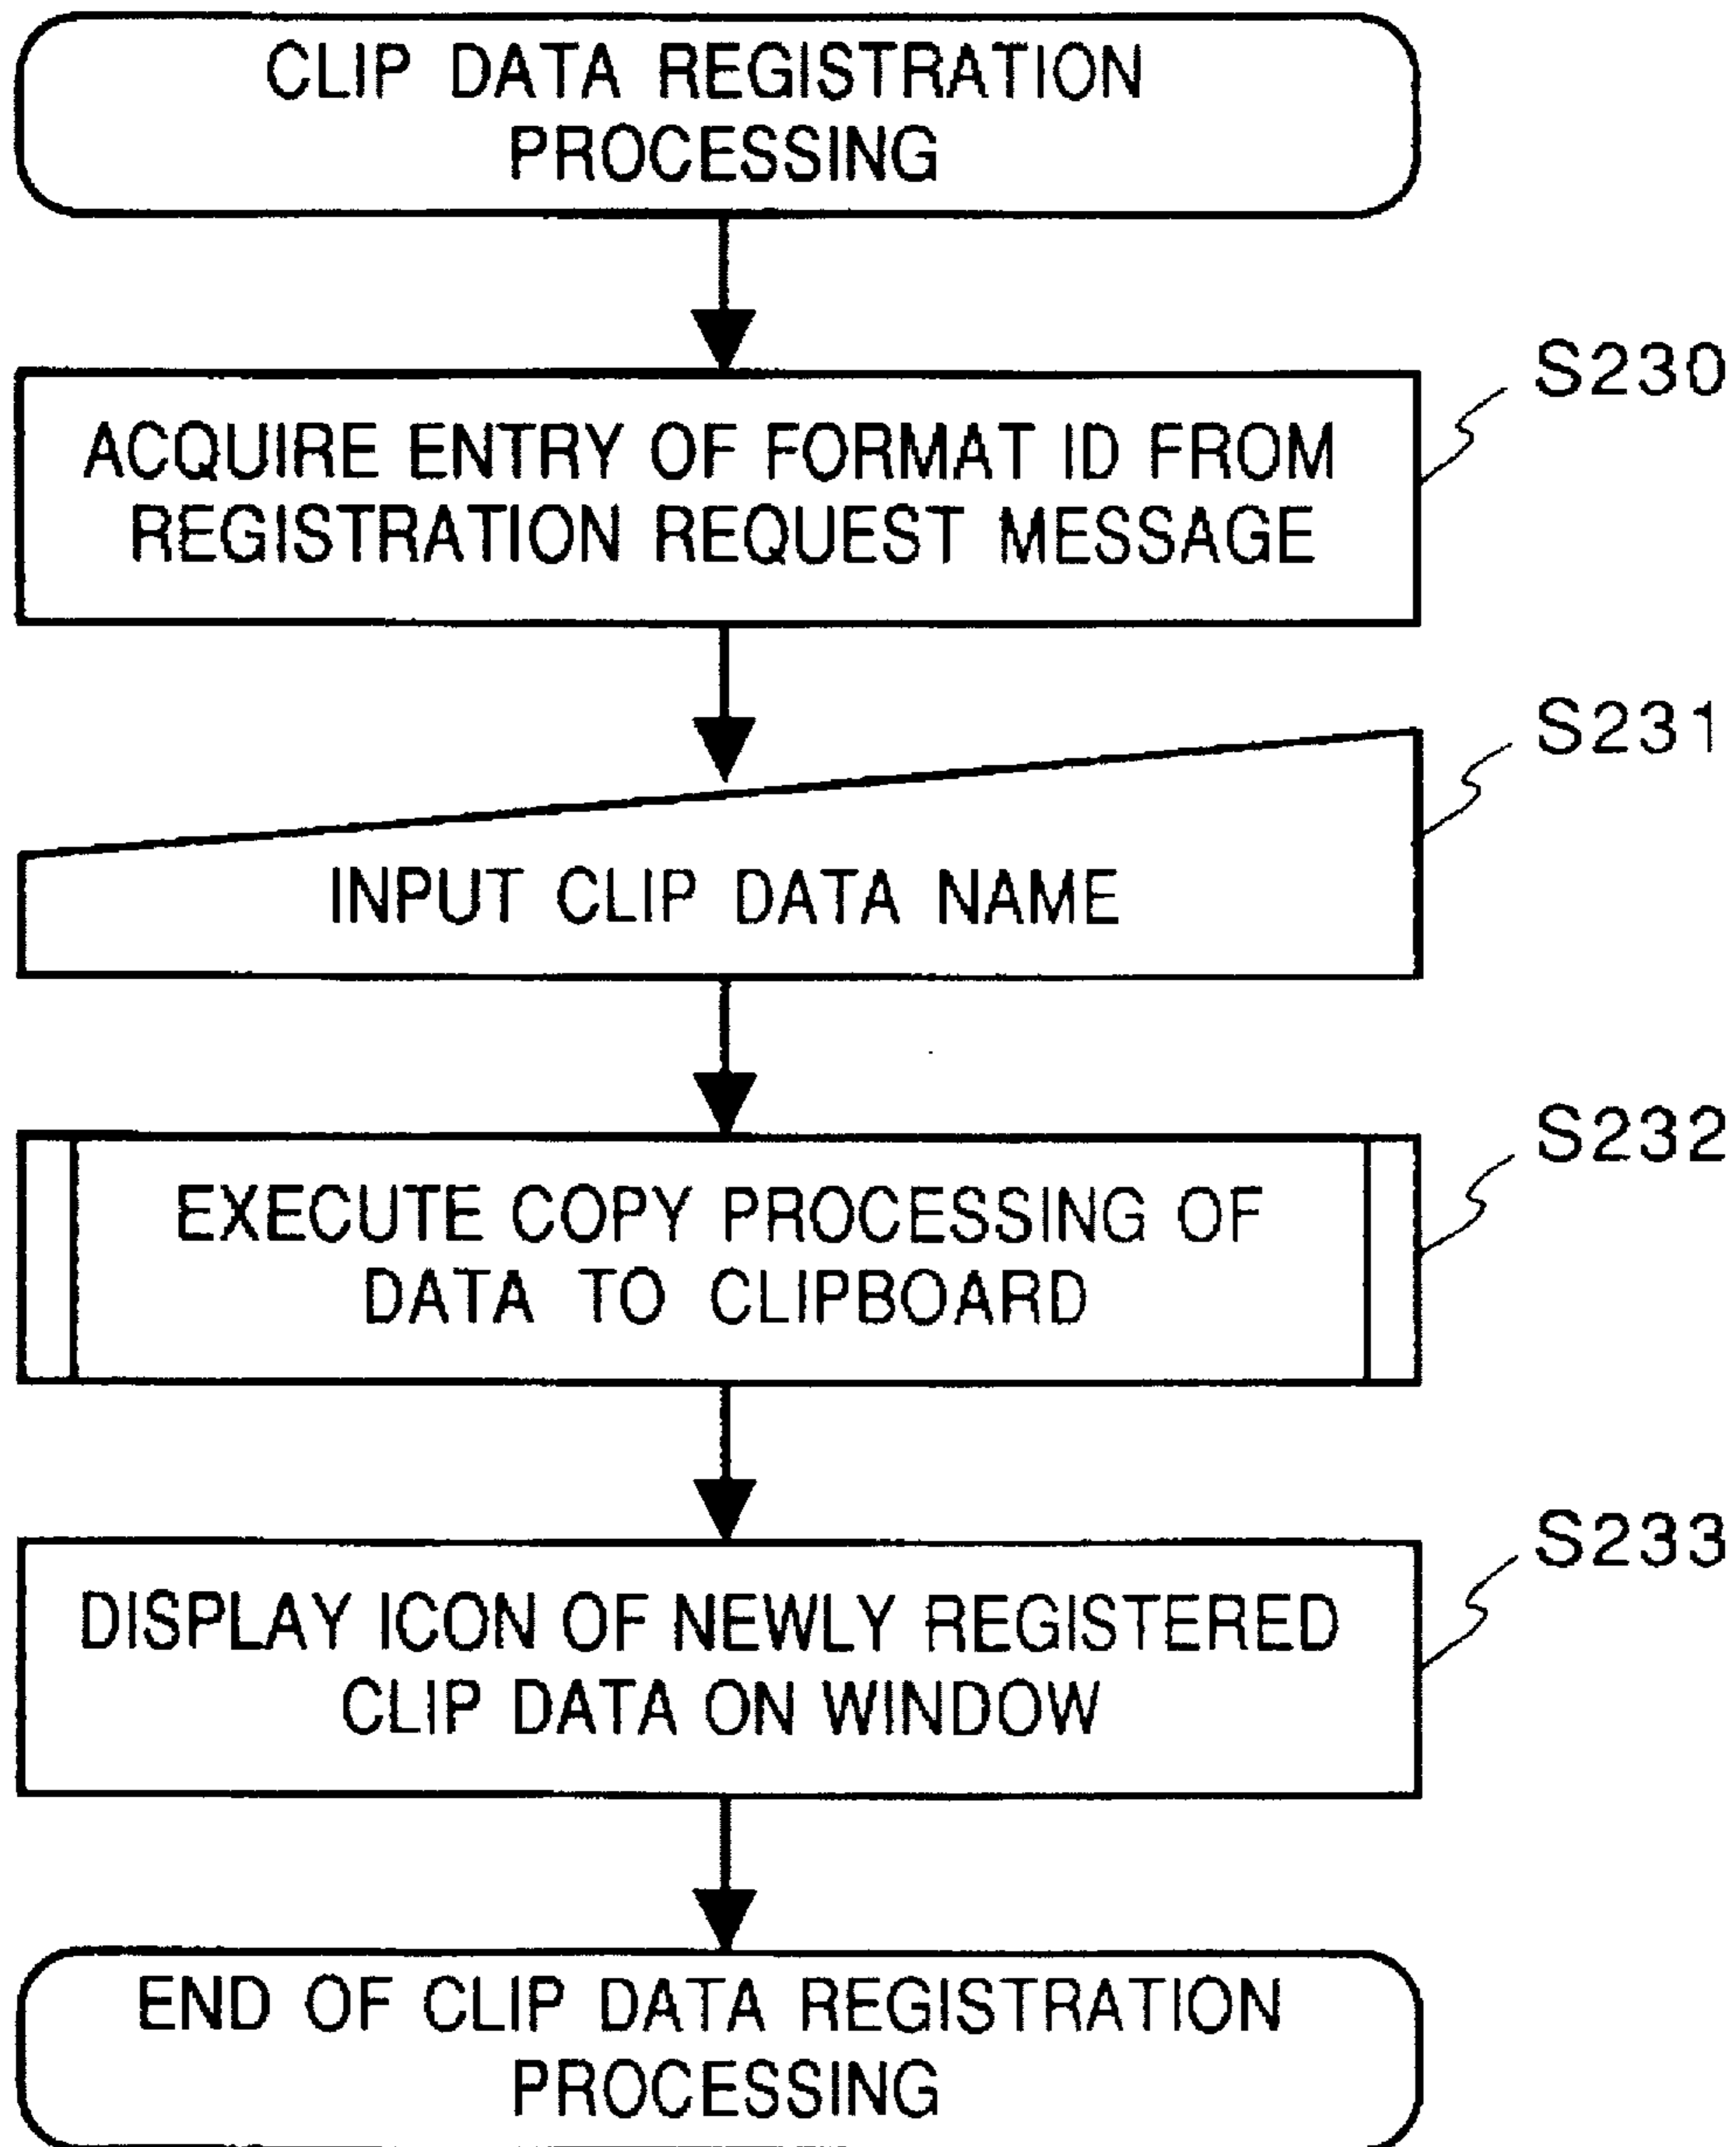 CLIP DATA REGISTRATION
PROCESSING
S230
ACQUIRE ENTRY OF FORMAT ID FROM
REGISTRATION REQUEST MESSAGE
S231
INPUT CLIP DATA NAME
S232
EXECUTE COPY PROCESSING OF
DATA TO CLIPBOARD
S233
DISPLAY ICON OF NEWLY REGISTERED
CLIP DATA ON WINDOW
END OF CLIP DATA REGISTRATION
PROCESSING